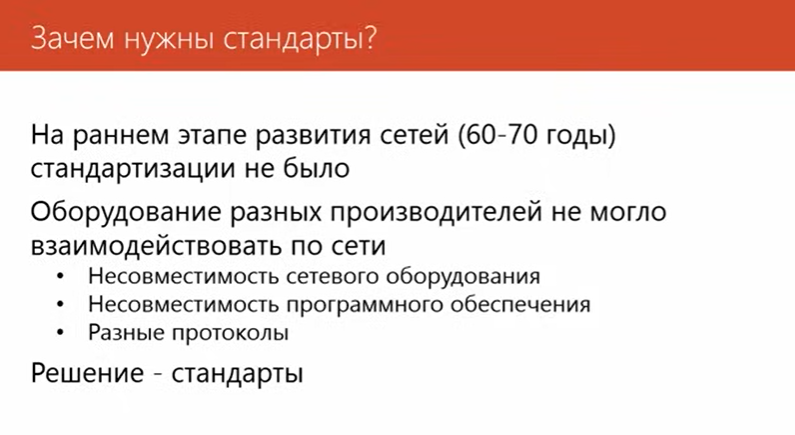 Зачем нужны стандарты?
На раннем этапе развития сетей (60-70 годы)
стандартизации не было
Оборудование разных производителей не могло
взаимодействовать по сети
• Несовместимость сетевого оборудования
• Несовместимость программного обеспечения
• Разные протоколы
Решение - стандарты